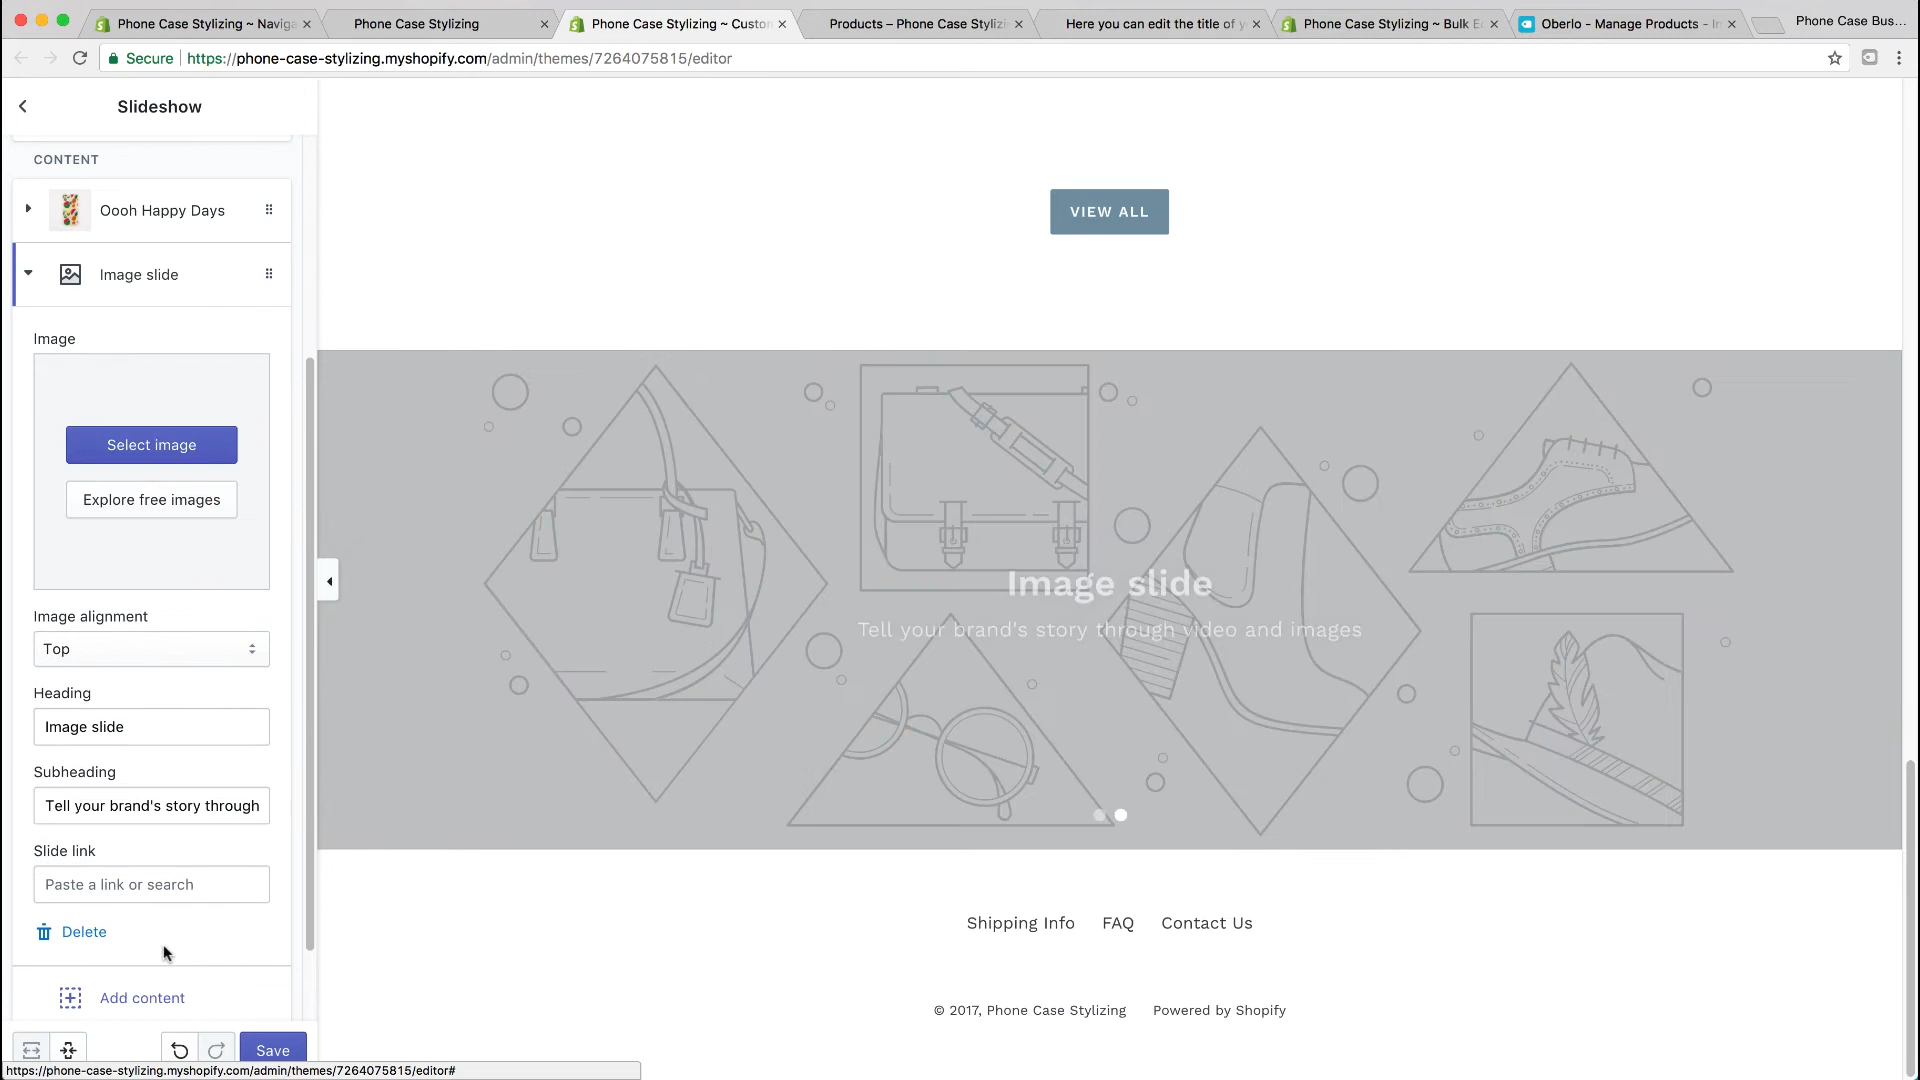 Phone Case Stylizing ~ Naviga
Phone Case Stylizing
Phone Case Stylizing ~ Custon
Products – Phone Case Stylizi
Here you can edit the title of y
Phone Case Stylizing ~ Bulk E
Oberlo - Manage Products - I
Phone Case Bus...
Secure
https://phone-case-stylizing.myshopify.com/admin/themes/7264075815/editor
Slideshow
CONTENT
Oooh Happy Days
Image slide
Image
Select image
Explore free images
Image alignment
Top
Heading
Image slide
Subheading
Tell your brand's story through
Slide link
Paste a link or search
Delete
Add content
Save
https://phone-case-stylizing.myshopify.com/admin/themes/7264075815/editor#
VIEW ALL
Image slide
Tell your brand's story through video and images
Shipping Info
FAQ
Contact Us
© 2017, Phone Case Stylizing
Powered by Shopify